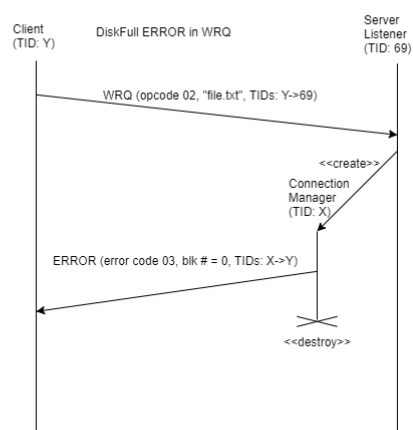 Client
(TID: Y)
DiskFull ERROR in WRQ
Server
Listener
(TID: 69)
WRQ (opcode 02, "file.txt", TIDs: Y->69)
<<create>>
Connection
Manager
(TID: X)
ERROR (error code 03, blk # = 0, TIDs: X->Y)
<<destroy>>